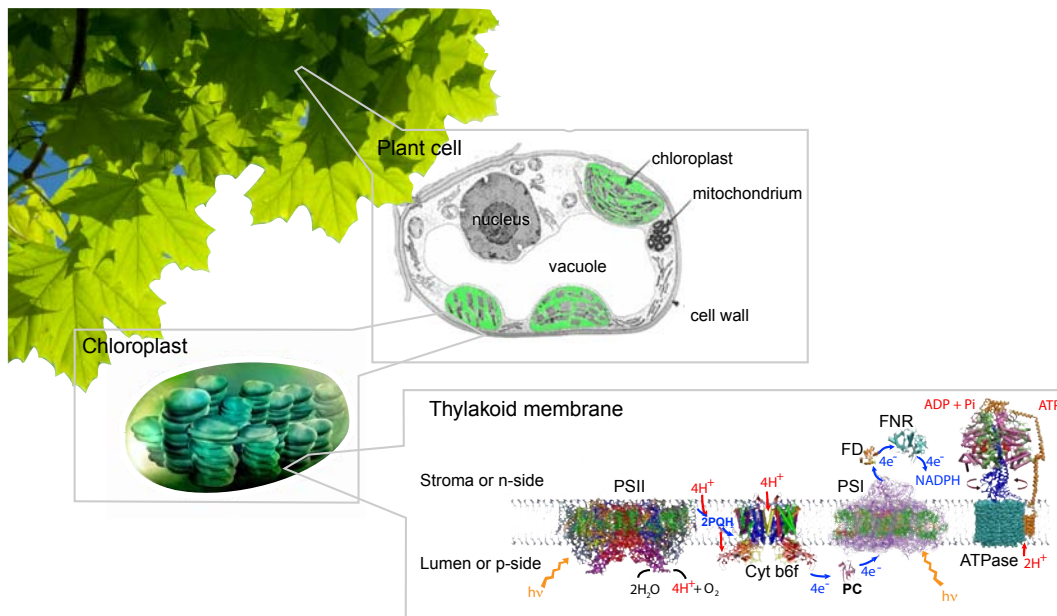 Plant cell
chloroplast
mitochondrium
nucleus
vacuole
cell wall
Chloroplast
Thylakoid membrane
ADP + Pi
ATP
FNR
FD
4e⁻
4e⁻
NADPH
Stroma or n-side
PSII
4H⁺
4H⁺
PSI
2PQH
Lumen or p-side
Cyt b6f
ATPase
2H⁺
hν
2H₂O
4H⁺+O₂
4e⁻
PC
4e⁻
hν